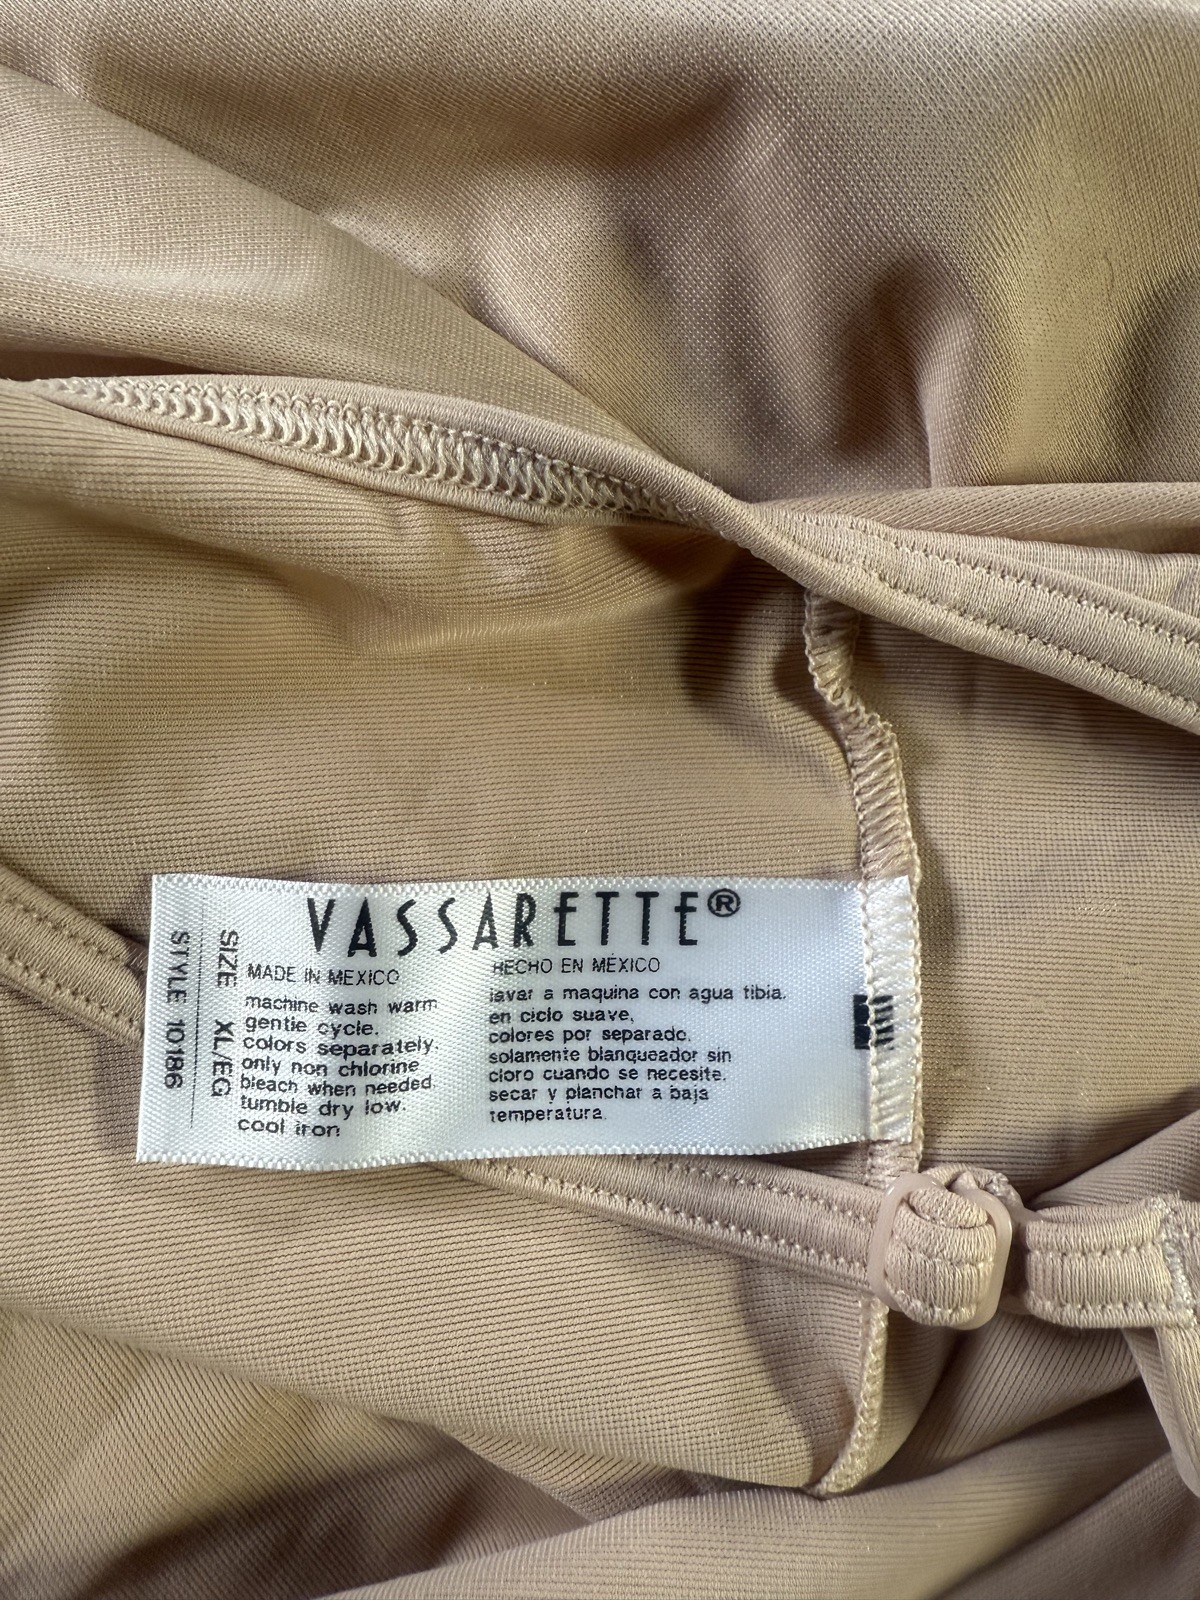 VASSARETTE®
MADE IN MEXICO
machine wash warm
gentle cycle.
colors separately.
only non chlorine
bleach when needed.
tumble dry low.
cool iron.
HECHO EN MÉXICO
lavar a maquina con agua tibia.
en ciclo suave.
colores por separado.
solamente blanqueador sin
cloro cuando se necesite.
secar y planchar a baja
temperatura.
SIZE XL/EG
STYLE 10186